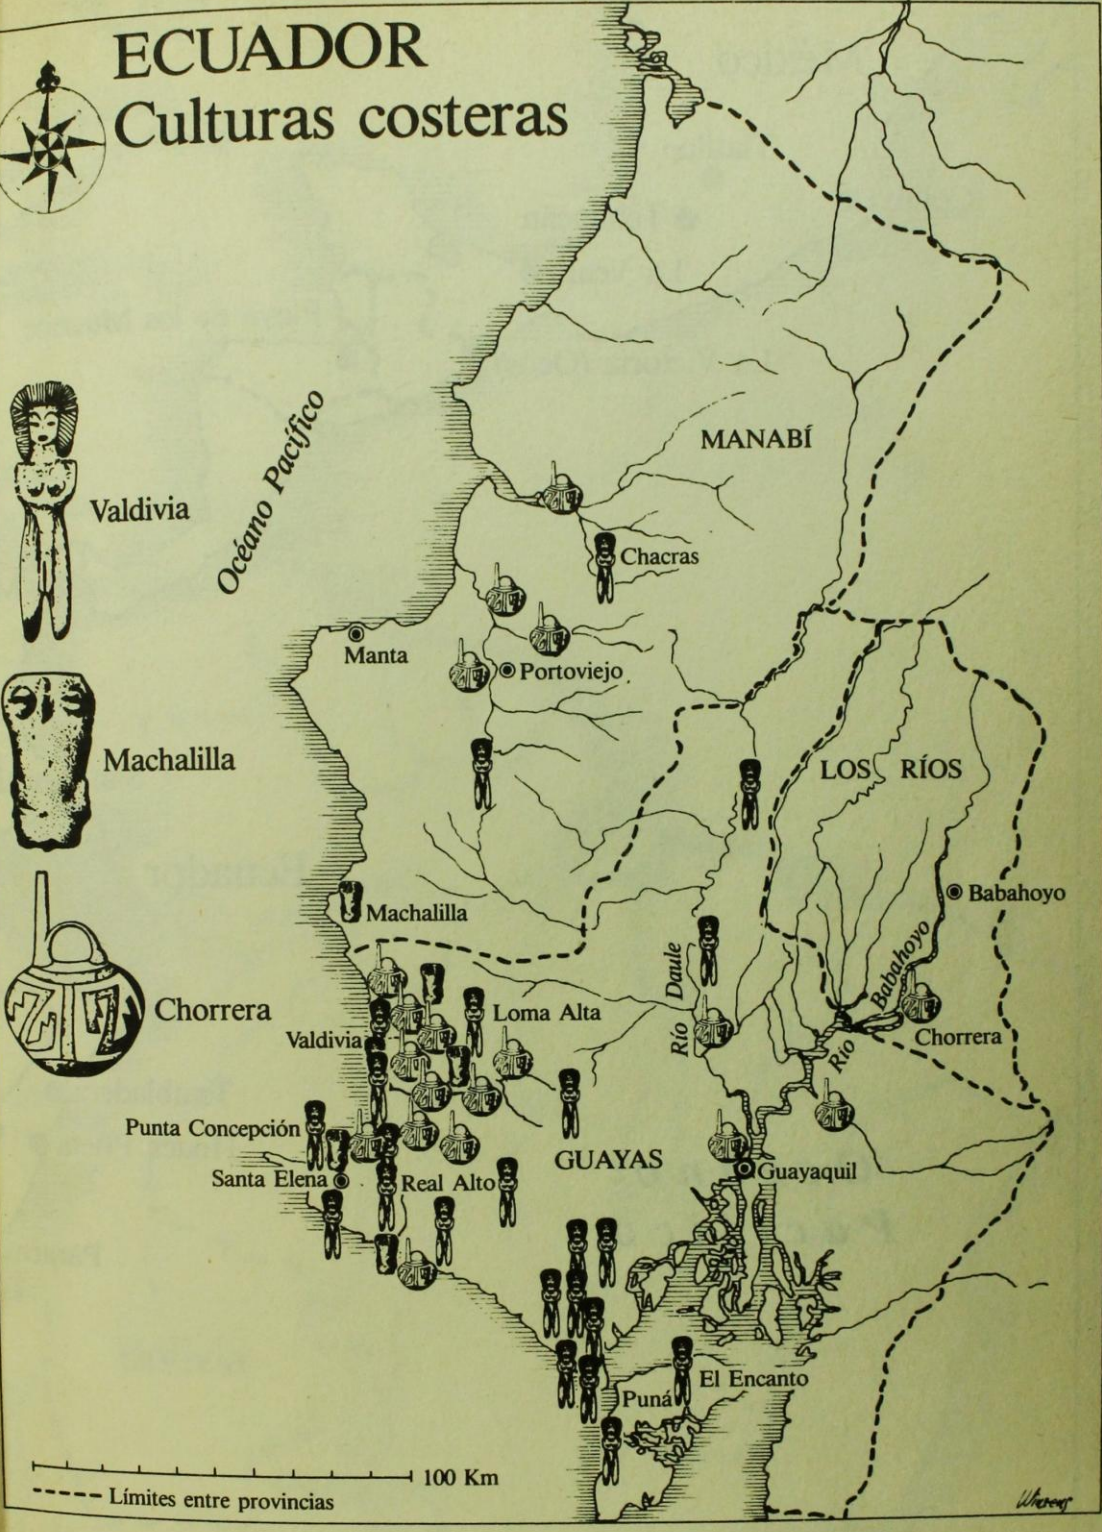 ECUADOR
Culturas costeras
Océano Pacífico
MANABÍ
Valdivia
Chacras
Manta
Portoviejo
Machalilla
LOS RÍOS
Babahoyo
Machalilla
Río Daule
Río Babahoyo
Chorrera
Loma Alta
Valdivia
Chorrera
Punta Concepción
GUAYAS
Guayaquil
Santa Elena
Real Alto
El Encanto
Puná
100 Km
Límites entre provincias